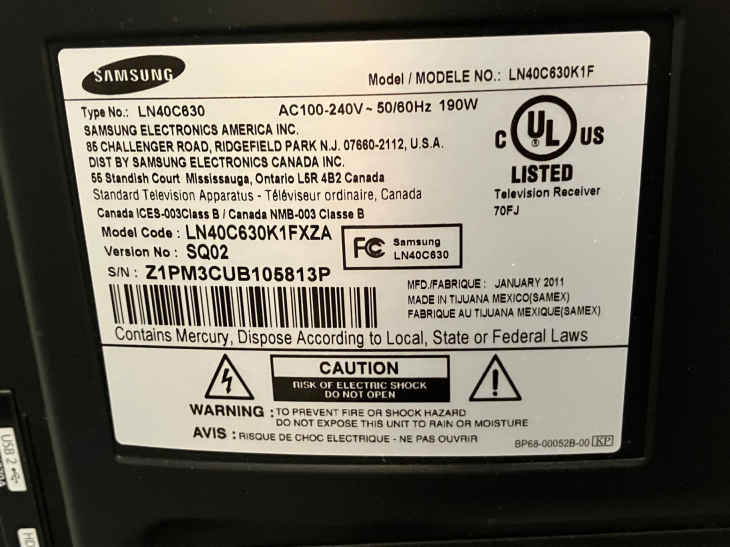 SAMSUNG
Model / MODELE NO.: LN40C630K1F
Type No.: LN40C630 AC100-240V~ 50/60Hz 190W
SAMSUNG ELECTRONICS AMERICA INC.
85 CHALLENGER ROAD, RIDGEFIELD PARK N.J. 07660-2112, U.S.A.
DIST BY SAMSUNG ELECTRONICS CANADA INC.
55 Standish Court Mississauga, Ontario L5R 4B2 Canada
Standard Television Apparatus - Téléviseur ordinaire, Canada
Canada ICES-003Class B / Canada NMB-003 Classe B
C UL ® US
LISTED
Television Receiver
70FJ
Model Code : LN40C630K1FXZA
Version No : SQ02
FC Samsung
LN40C630
S/N : Z1PM3CUB105813P
MFD./FABRIQUE : JANUARY 2011
MADE IN TIJUANA MEXICO(SAMEX)
FABRIQUE AU TIJUANA MEXIQUE(SAMEX)
Contains Mercury, Dispose According to Local, State or Federal Laws
CAUTION
RISK OF ELECTRIC SHOCK
DO NOT OPEN
WARNING : TO PREVENT FIRE OR SHOCK HAZARD
DO NOT EXPOSE THIS UNIT TO RAIN OR MOISTURE
AVIS : RISQUE DE CHOC ELECTRIQUE - NE PAS OUVRIR
BP68-00052B-00 KP
USB 2